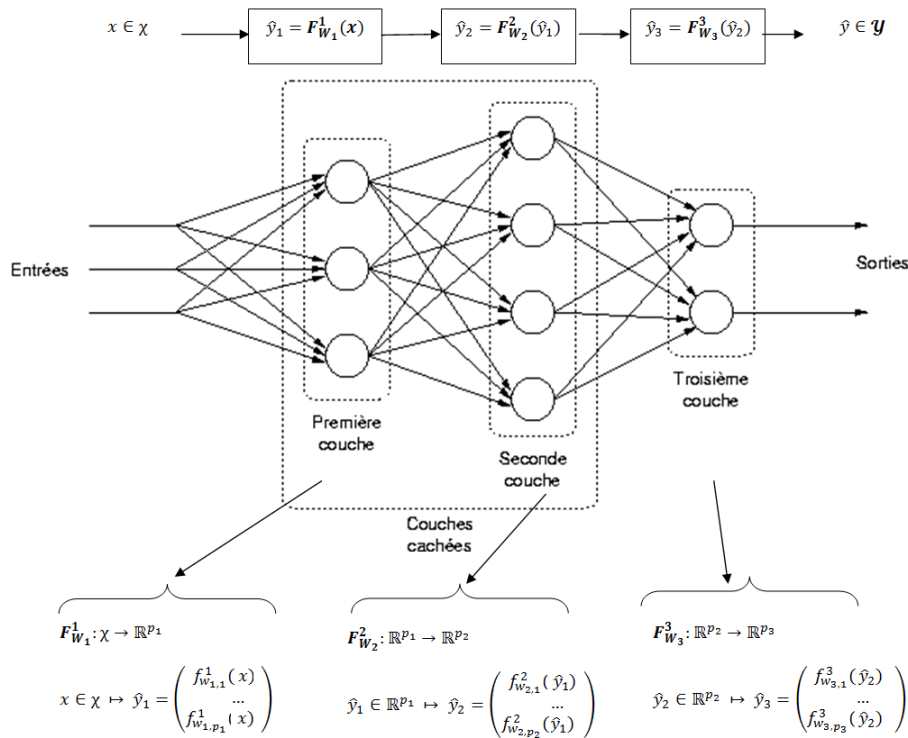 x ∈ χ
ŷ₁ = F¹_{W₁}(x)
ŷ₂ = F²_{W₂}(ŷ₁)
ŷ₃ = F³_{W₃}(ŷ₂)
ŷ ∈ 𝒴
Entrées
Sorties
Première
couche
Seconde
couche
Troisième
couche
Couches
cachées
F¹_{W₁}: χ → ℝ^{p₁}
x ∈ χ ↦ ŷ₁ = ( f¹_{w₁,₁}(x)
...
f¹_{w₁,p₁}(x) )
F²_{W₂}: ℝ^{p₁} → ℝ^{p₂}
ŷ₁ ∈ ℝ^{p₁} ↦ ŷ₂ = ( f²_{w₂,₁}(ŷ₁)
...
f²_{w₂,p₂}(ŷ₁) )
F³_{W₃}: ℝ^{p₂} → ℝ^{p₃}
ŷ₂ ∈ ℝ^{p₂} ↦ ŷ₃ = ( f³_{w₃,₁}(ŷ₂)
...
f³_{w₃,p₃}(ŷ₂) )